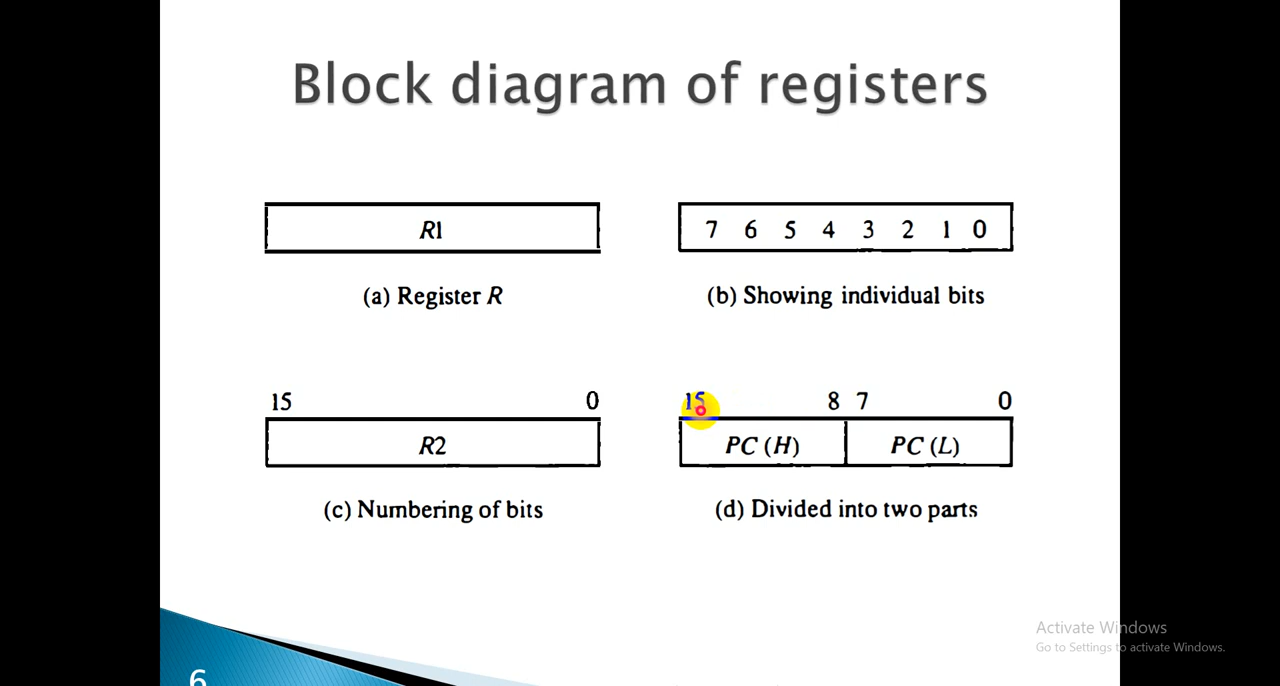 Block diagram of registers
R1
7 6 5 4 3 2 1 0
(a) Register R
(b) Showing individual bits
15 0
15 8 7 0
R2
PC (H) PC (L)
(c) Numbering of bits
(d) Divided into two parts
Activate Windows
Go to Settings to activate Windows.
6